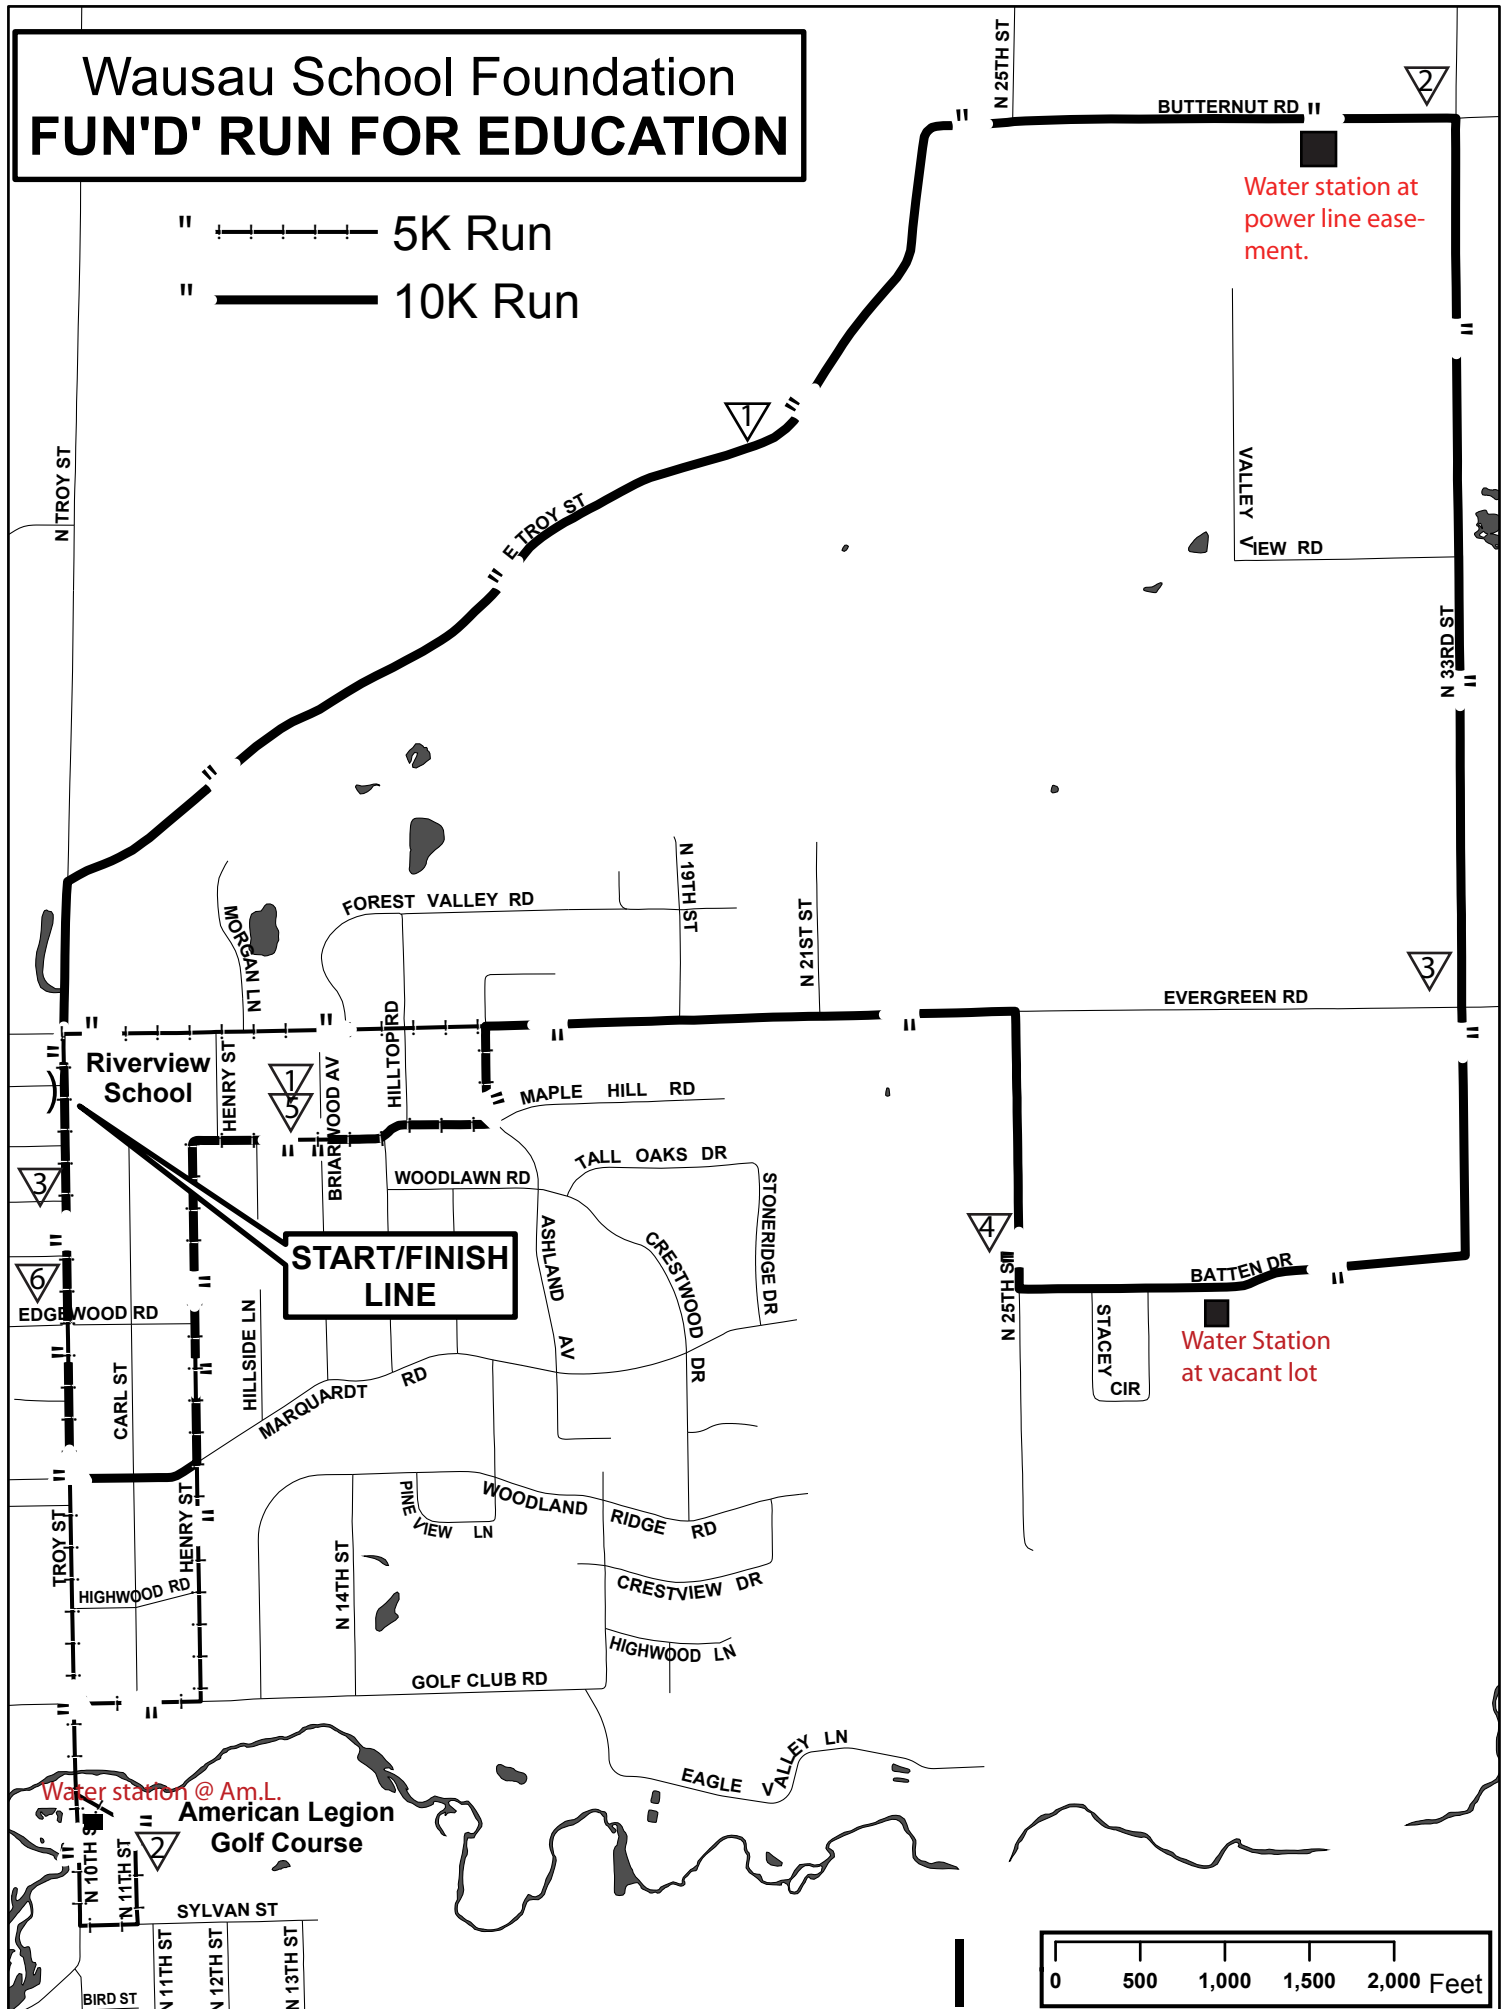 Wausau School Foundation
FUN'D' RUN FOR EDUCATION
" 5K Run
" 10K Run
N 25TH ST
BUTTERNUT RD
2
Water station at
power line ease-
ment.
1
N TROY ST
E TROY ST
VALLEY VIEW RD
N 33RD ST
FOREST VALLEY RD
MORGAN LN
N 19TH ST
N 21ST ST
3
EVERGREEN RD
Riverview
School
HENRY ST
1
5
BRIARWOOD AV
HILLTOP RD
MAPLE HILL RD
TALL OAKS DR
WOODLAWN RD
STONERIDGE DR
3
START/FINISH
LINE
ASHLAND AV
CRESTWOOD DR
4
N 25TH ST
BATTEN DR
6
EDGEWOOD RD
CARL ST
HILLSIDE LN
MARQUARDT RD
STACEY CIR
Water Station
at vacant lot
TROY ST
HENRY ST
PINE VIEW LN
WOODLAND RIDGE RD
N 14TH ST
HIGHWOOD RD
CRESTVIEW DR
HIGHWOOD LN
GOLF CLUB RD
EAGLE VALLEY LN
Water station @ Am.L.
American Legion
Golf Course
2
N 10TH ST
N 11TH ST
SYLVAN ST
N 11TH ST
N 12TH ST
N 13TH ST
BIRD ST
0 500 1,000 1,500 2,000 Feet